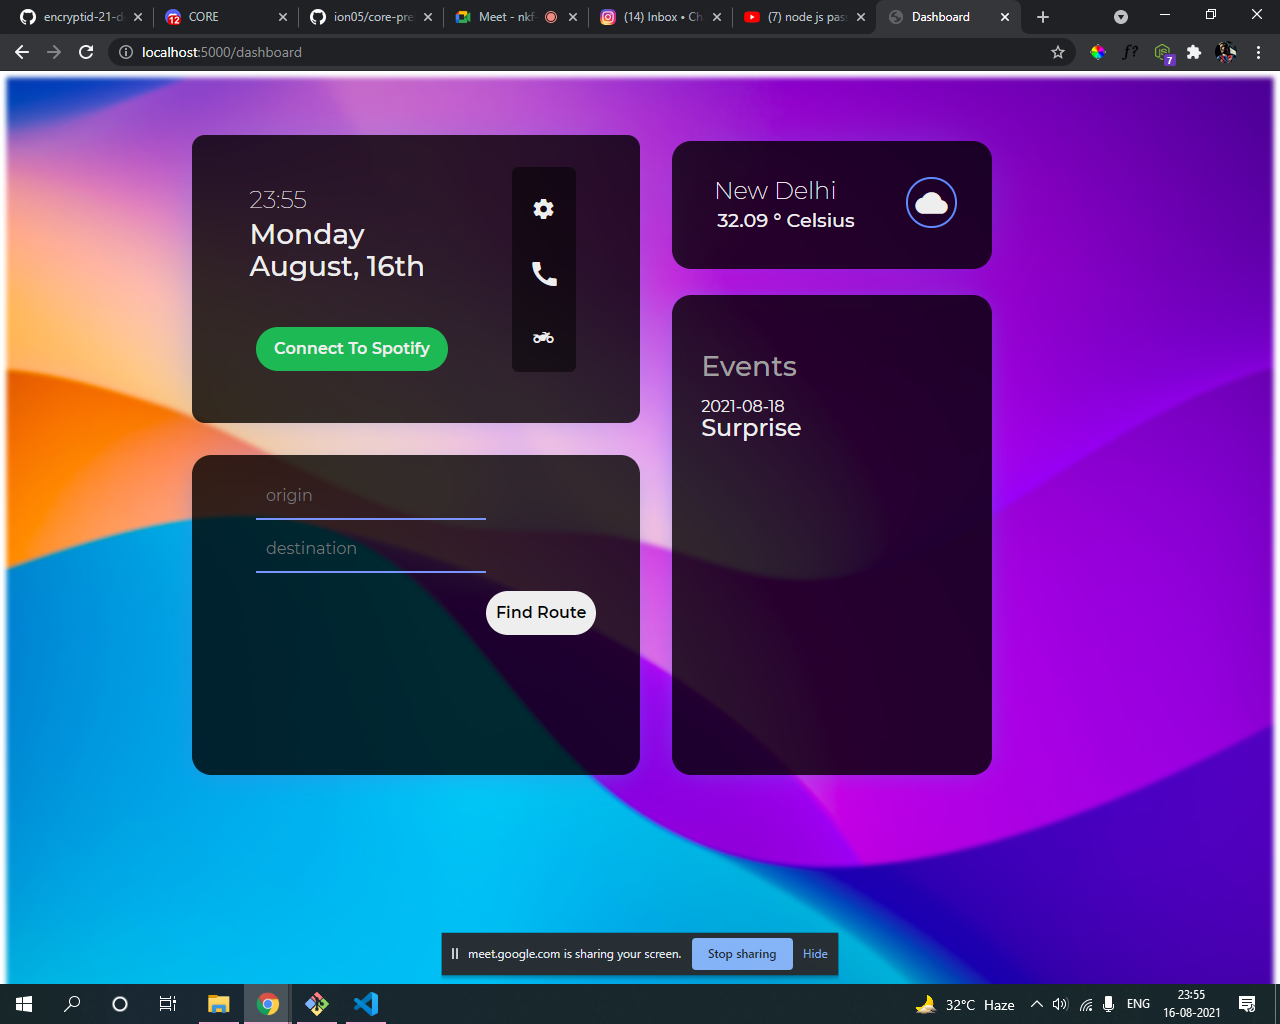 encryptid-21-d
CORE
12
ion05/core-pre
Meet - nkf-
(14) Inbox • Ch
(7) node js pas
Dashboard
localhost:5000/dashboard
f?
7
23:55
Monday
August, 16th
Connect To Spotify
New Delhi
32.09 ° Celsius
Events
2021-08-18
Surprise
origin
destination
Find Route
meet.google.com is sharing your screen.
Stop sharing
Hide
32°C Haze
ENG
23:55
16-08-2021